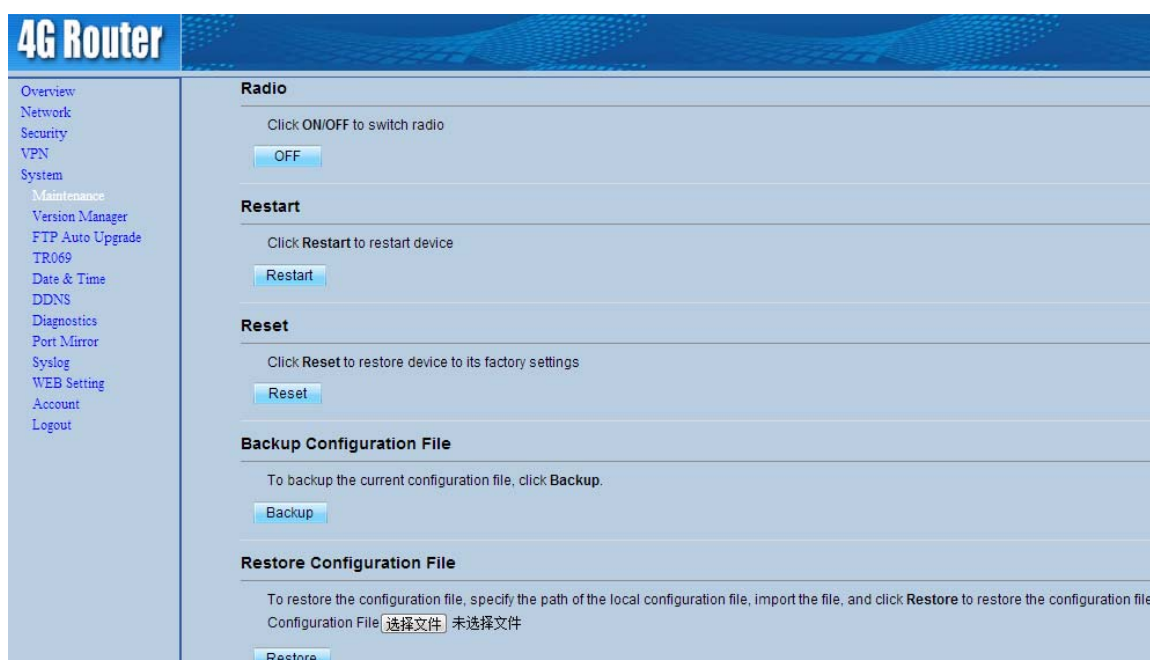 4G Router
Overview
Network
Security
VPN
System
Maintenance
Version Manager
FTP Auto Upgrade
TR069
Date & Time
DDNS
Diagnostics
Port Mirror
Syslog
WEB Setting
Account
Logout
Radio
Click ON/OFF to switch radio
OFF
Restart
Click Restart to restart device
Restart
Reset
Click Reset to restore device to its factory settings
Reset
Backup Configuration File
To backup the current configuration file, click Backup.
Backup
Restore Configuration File
To restore the configuration file, specify the path of the local configuration file, import the file, and click Restore to restore the configuration file
Configuration File 选择文件 未选择文件
Restore